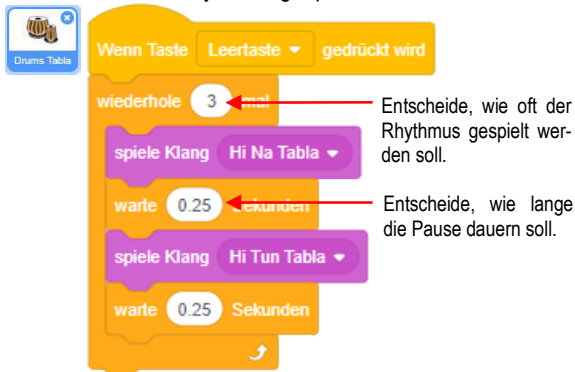 Drums Tabla
Wenn Taste Leertaste gedrückt wird
wiederhole 3 mal
Entscheide, wie oft der
Rhythmus gespielt wer-
den soll.
spiele Klang Hi Na Tabla
warte 0.25 Sekunden
Entscheide, wie lange
die Pause dauern soll.
spiele Klang Hi Tun Tabla
warte 0.25 Sekunden